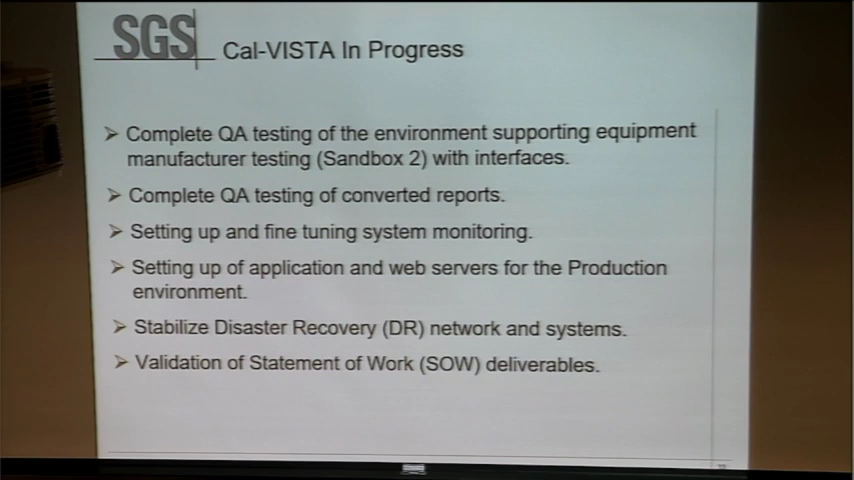 SGS Cal-VISTA In Progress
➢ Complete QA testing of the environment supporting equipment
manufacturer testing (Sandbox 2) with interfaces.
➢ Complete QA testing of converted reports.
➢ Setting up and fine tuning system monitoring.
➢ Setting up of application and web servers for the Production
environment.
➢ Stabilize Disaster Recovery (DR) network and systems.
➢ Validation of Statement of Work (SOW) deliverables.